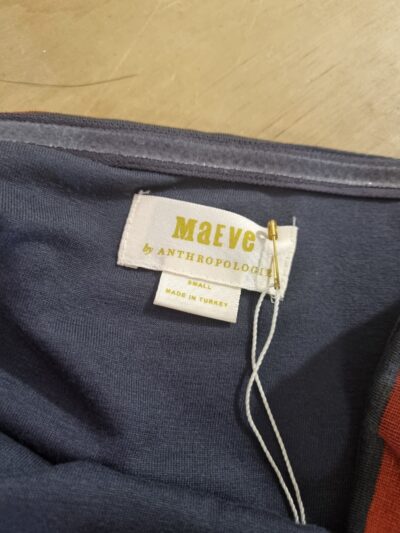 MaEVe
by ANTHROPOLOGIE
SMALL
MADE IN TURKEY